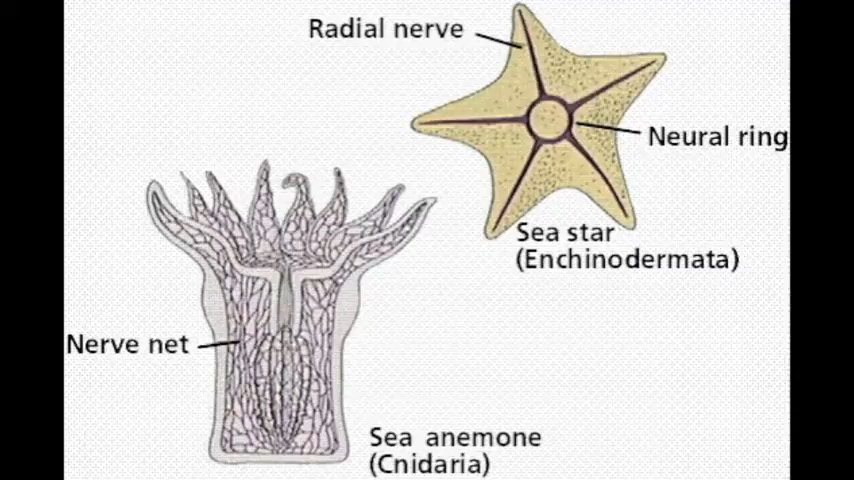 Radial nerve
Neural ring
Sea star
(Enchinodermata)
Nerve net
Sea anemone
(Cnidaria)